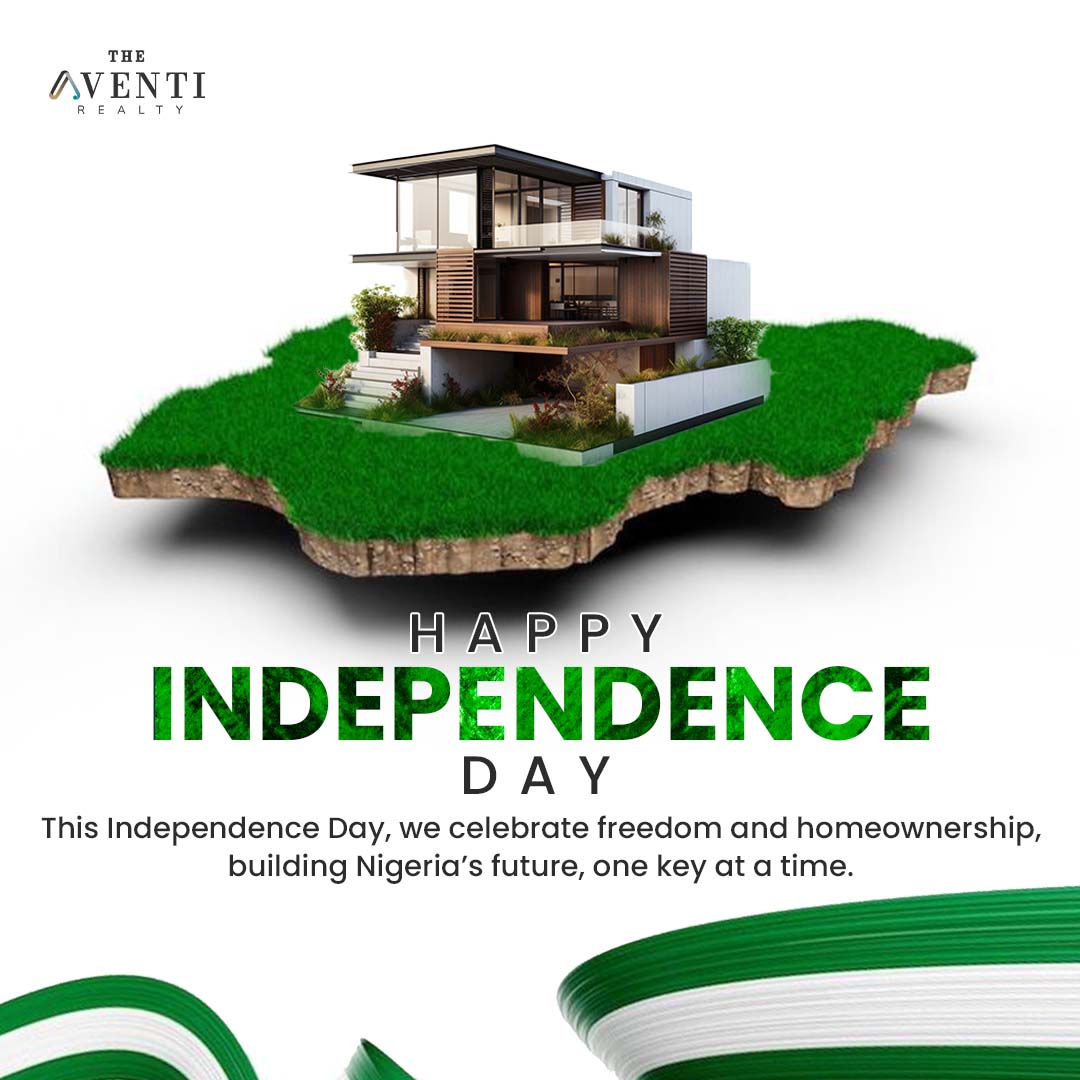 THE
AVENTI
REALTY
HAPPY
INDEPENDENCE
DAY
This Independence Day, we celebrate freedom and homeownership,
building Nigeria’s future, one key at a time.